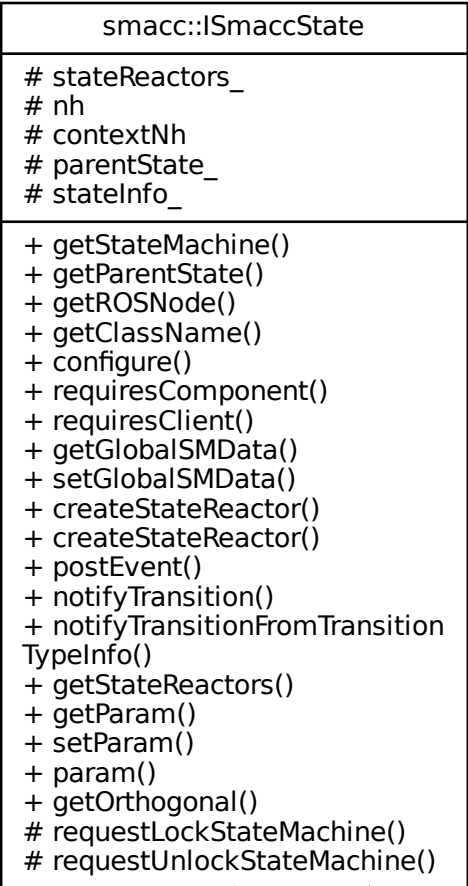 smacc::ISmaccState
# stateReactors_
# nh
# contextNh
# parentState_
# stateInfo_
+ getStateMachine()
+ getParentState()
+ getROSNode()
+ getClassName()
+ configure()
+ requiresComponent()
+ requiresClient()
+ getGlobalSMData()
+ setGlobalSMData()
+ createStateReactor()
+ createStateReactor()
+ postEvent()
+ notifyTransition()
+ notifyTransitionFromTransition
TypeInfo()
+ getStateReactors()
+ getParam()
+ setParam()
+ param()
+ getOrthogonal()
# requestLockStateMachine()
# requestUnlockStateMachine()